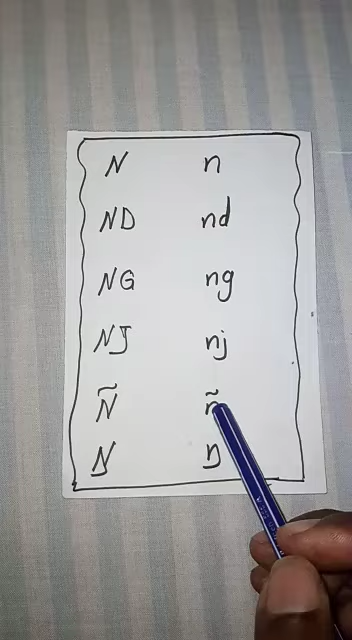 N n
ND nd
NG ng
NJ nj
Ñ ñ
Ŋ ŋ